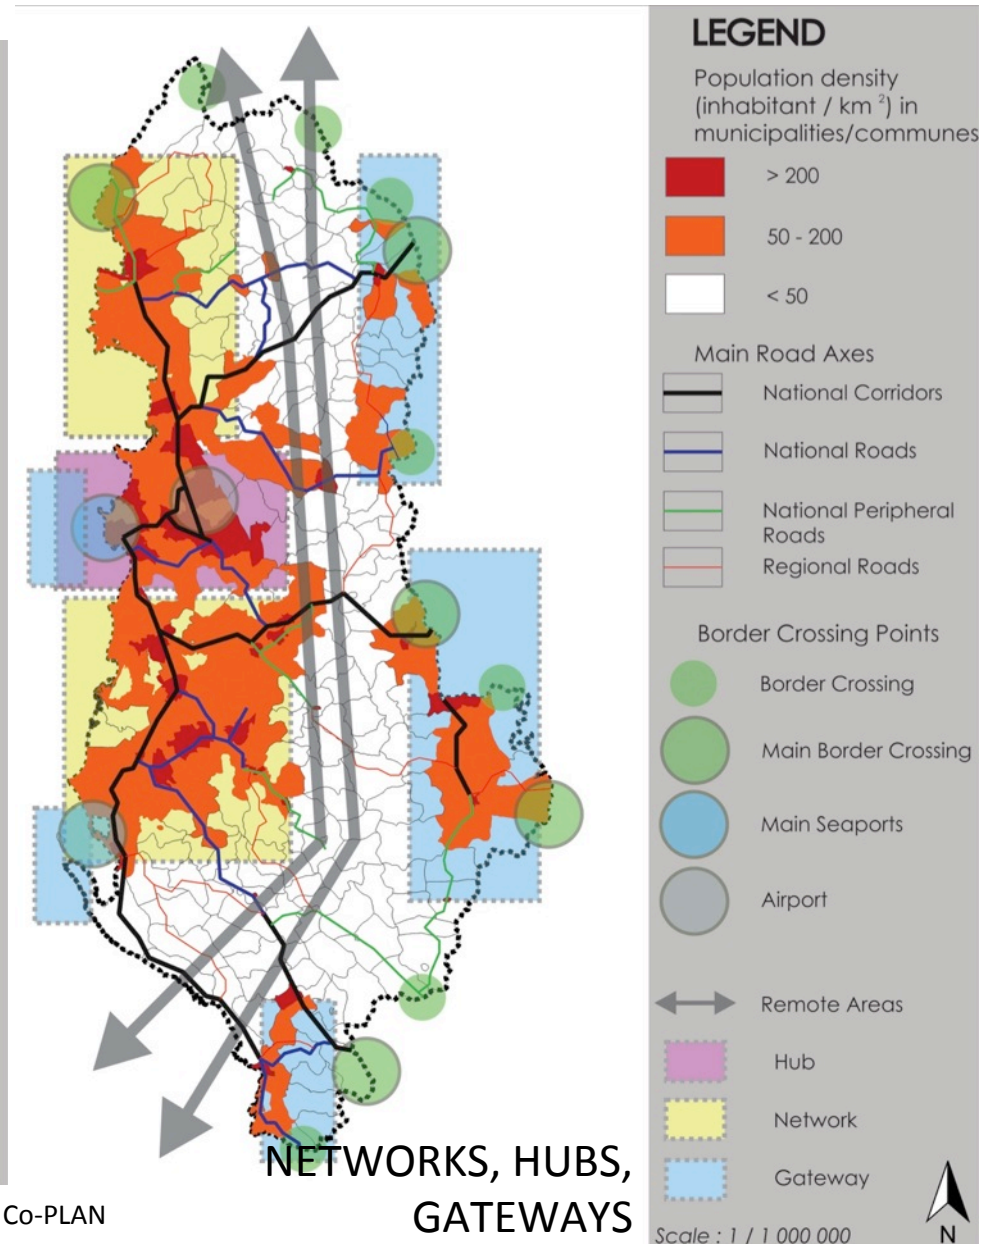 LEGEND
Population density
(inhabitant / km ²) in
municipalities/communes
> 200
50 - 200
< 50
Main Road Axes
National Corridors
National Roads
National Peripheral
Roads
Regional Roads
Border Crossing Points
Border Crossing
Main Border Crossing
Main Seaports
Airport
Remote Areas
Hub
Network
Gateway
Scale : 1 / 1 000 000
N
NETWORKS, HUBS,
GATEWAYS
Co-PLAN